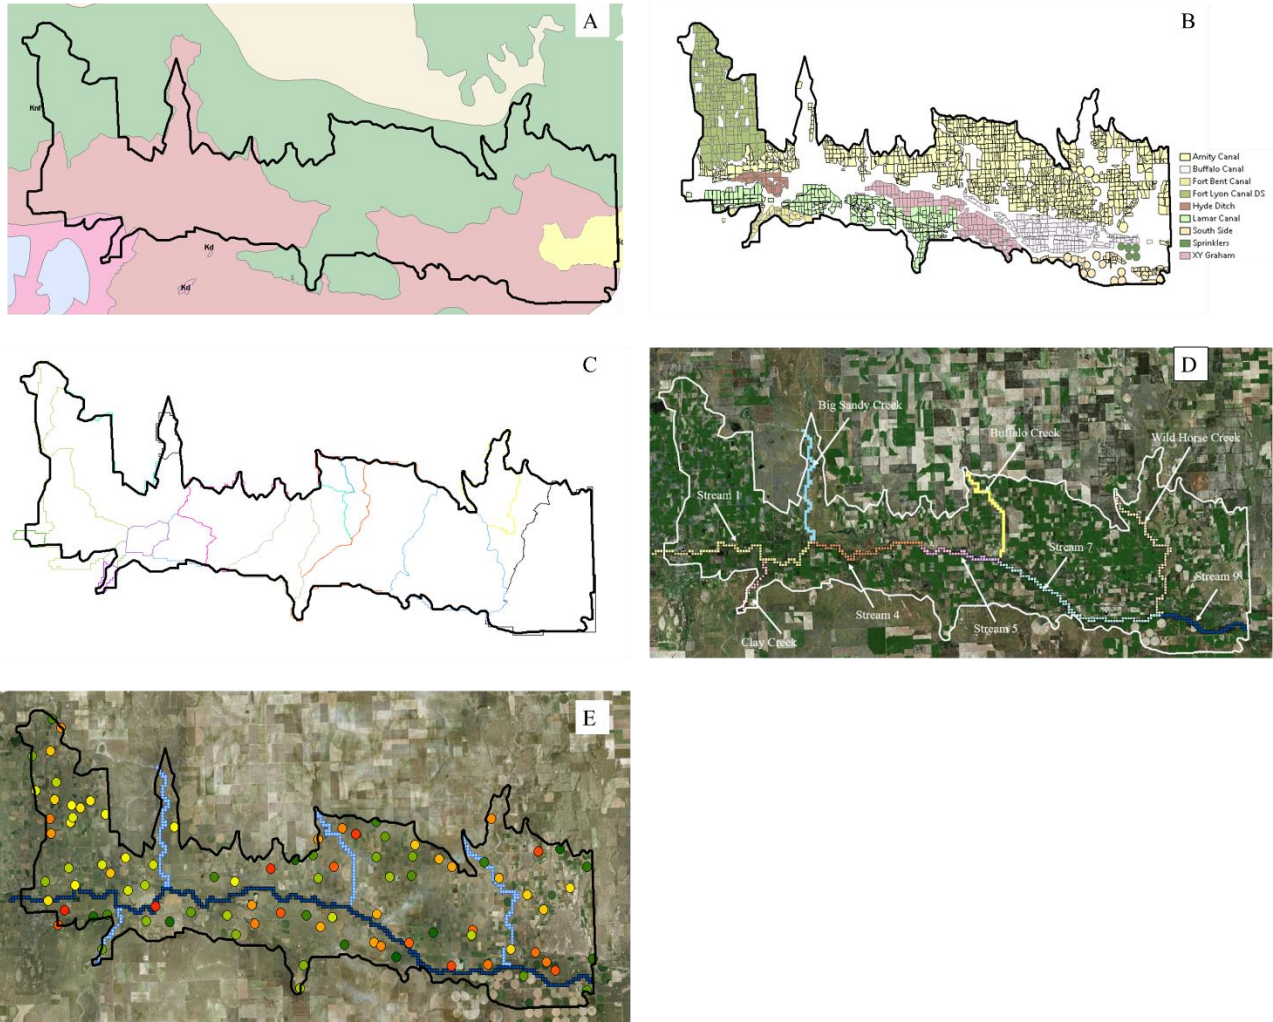 A
Knf
Kd
Kd
B
Amity Canal
Buffalo Canal
Fort Bent Canal
Fort Lyon Canal DS
Hyde Ditch
Lamar Canal
South Side
Sprinklers
XY Graham
C
D
Big Sandy Creek
Buffalo Creek
Wild Horse Creek
Stream 1
Stream 7
Stream 9
Stream 4
Stream 5
Clay Creek
E